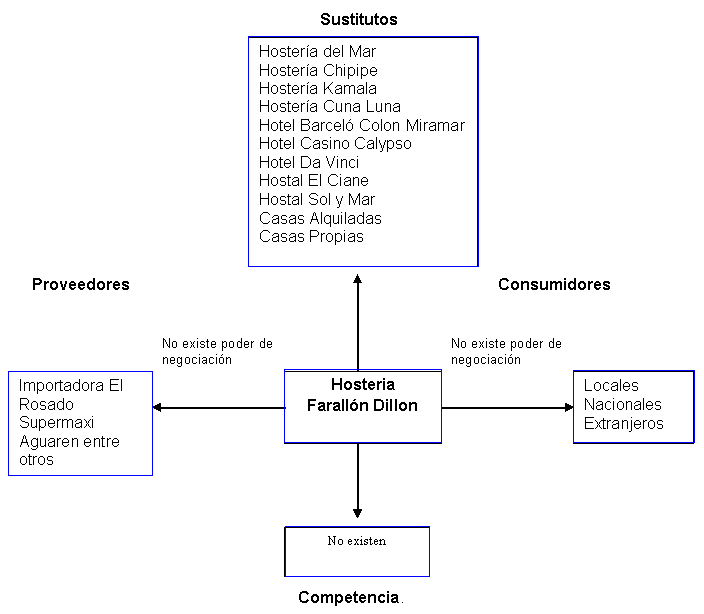 Sustitutos
Hostería del Mar
Hostería Chipipe
Hostería Kamala
Hostería Cuna Luna
Hotel Barceló Colon Miramar
Hotel Casino Calypso
Hotel Da Vinci
Hostal El Ciane
Hostal Sol y Mar
Casas Alquiladas
Casas Propias
Proveedores
Consumidores
No existe poder de
negociación
No existe poder de
negociación
Importadora El
Rosado
Supermaxi
Aguaren entre
otros
Hosteria
Farallón Dillon
Locales
Nacionales
Extranjeros
No existen
Competencia.